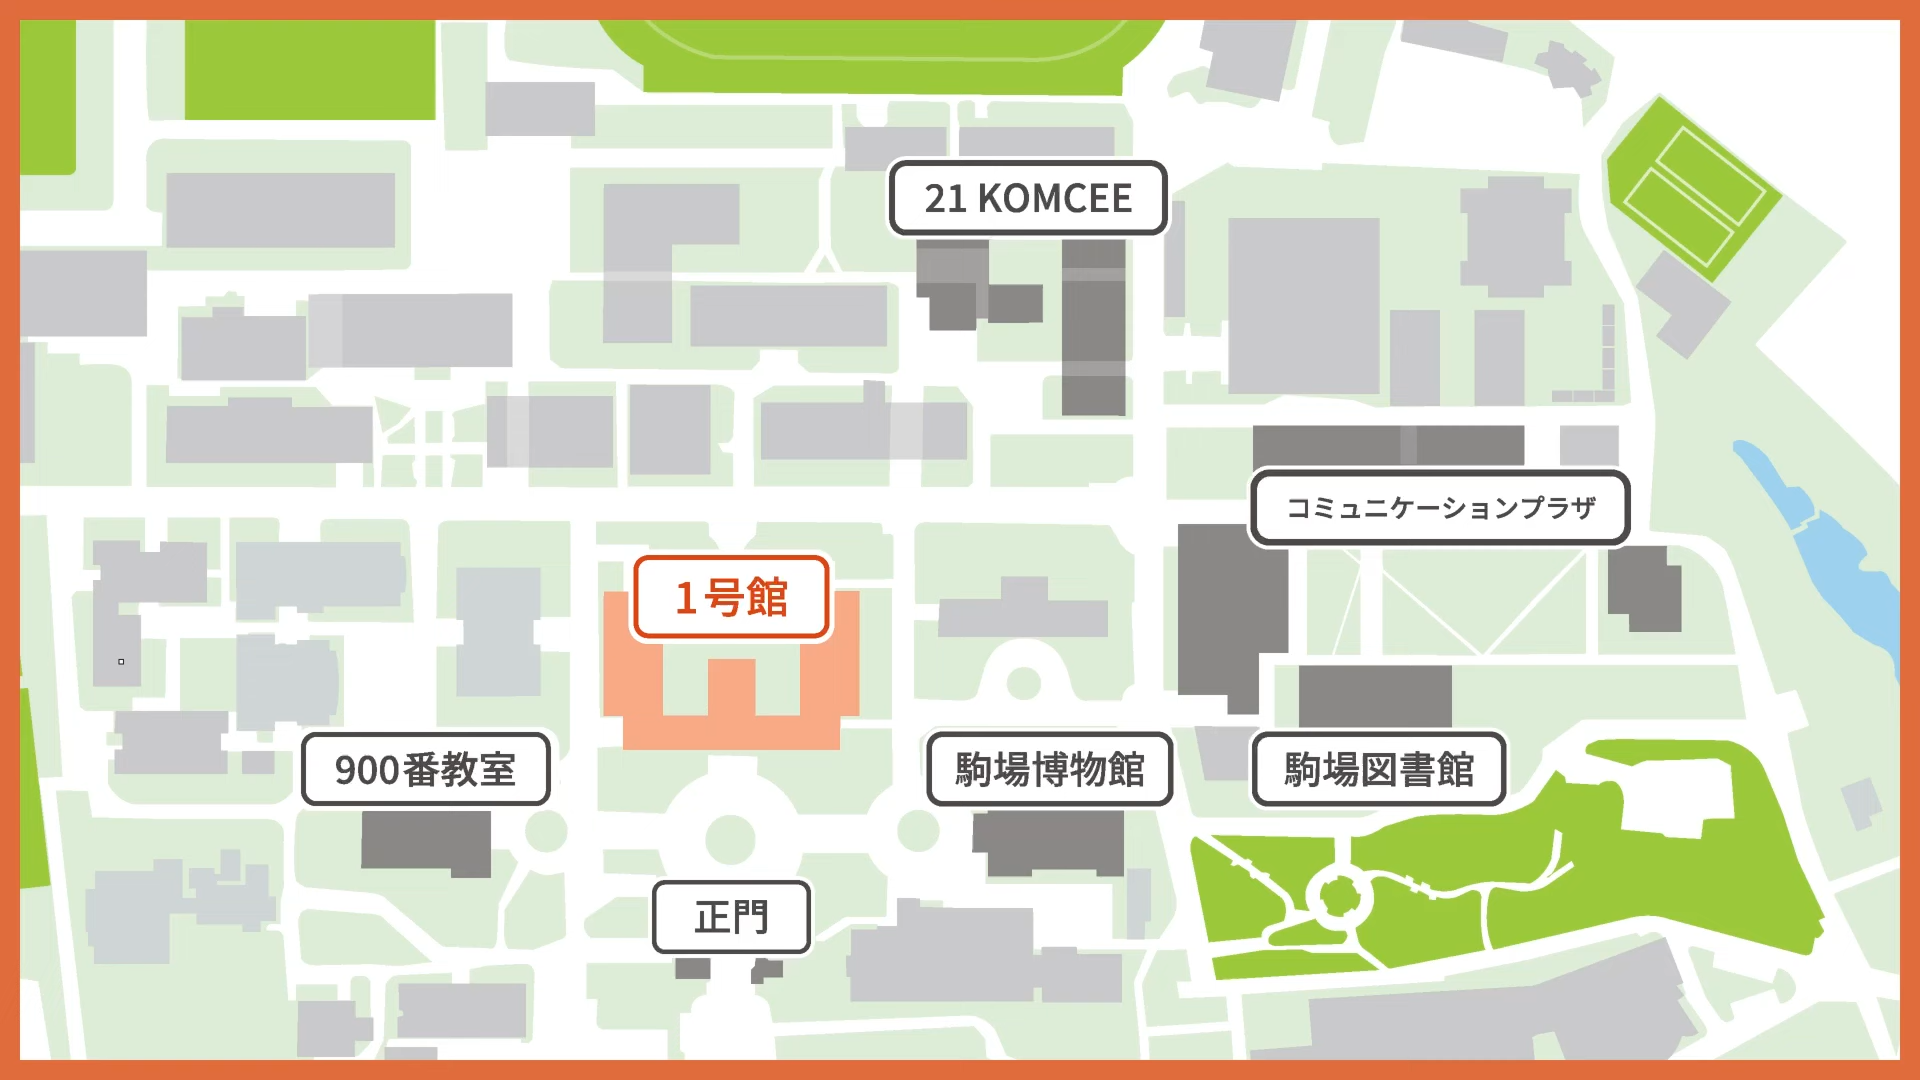 21 KOMCEE
コミュニケーションプラザ
1号館
900番教室
駒場博物館
駒場図書館
正門